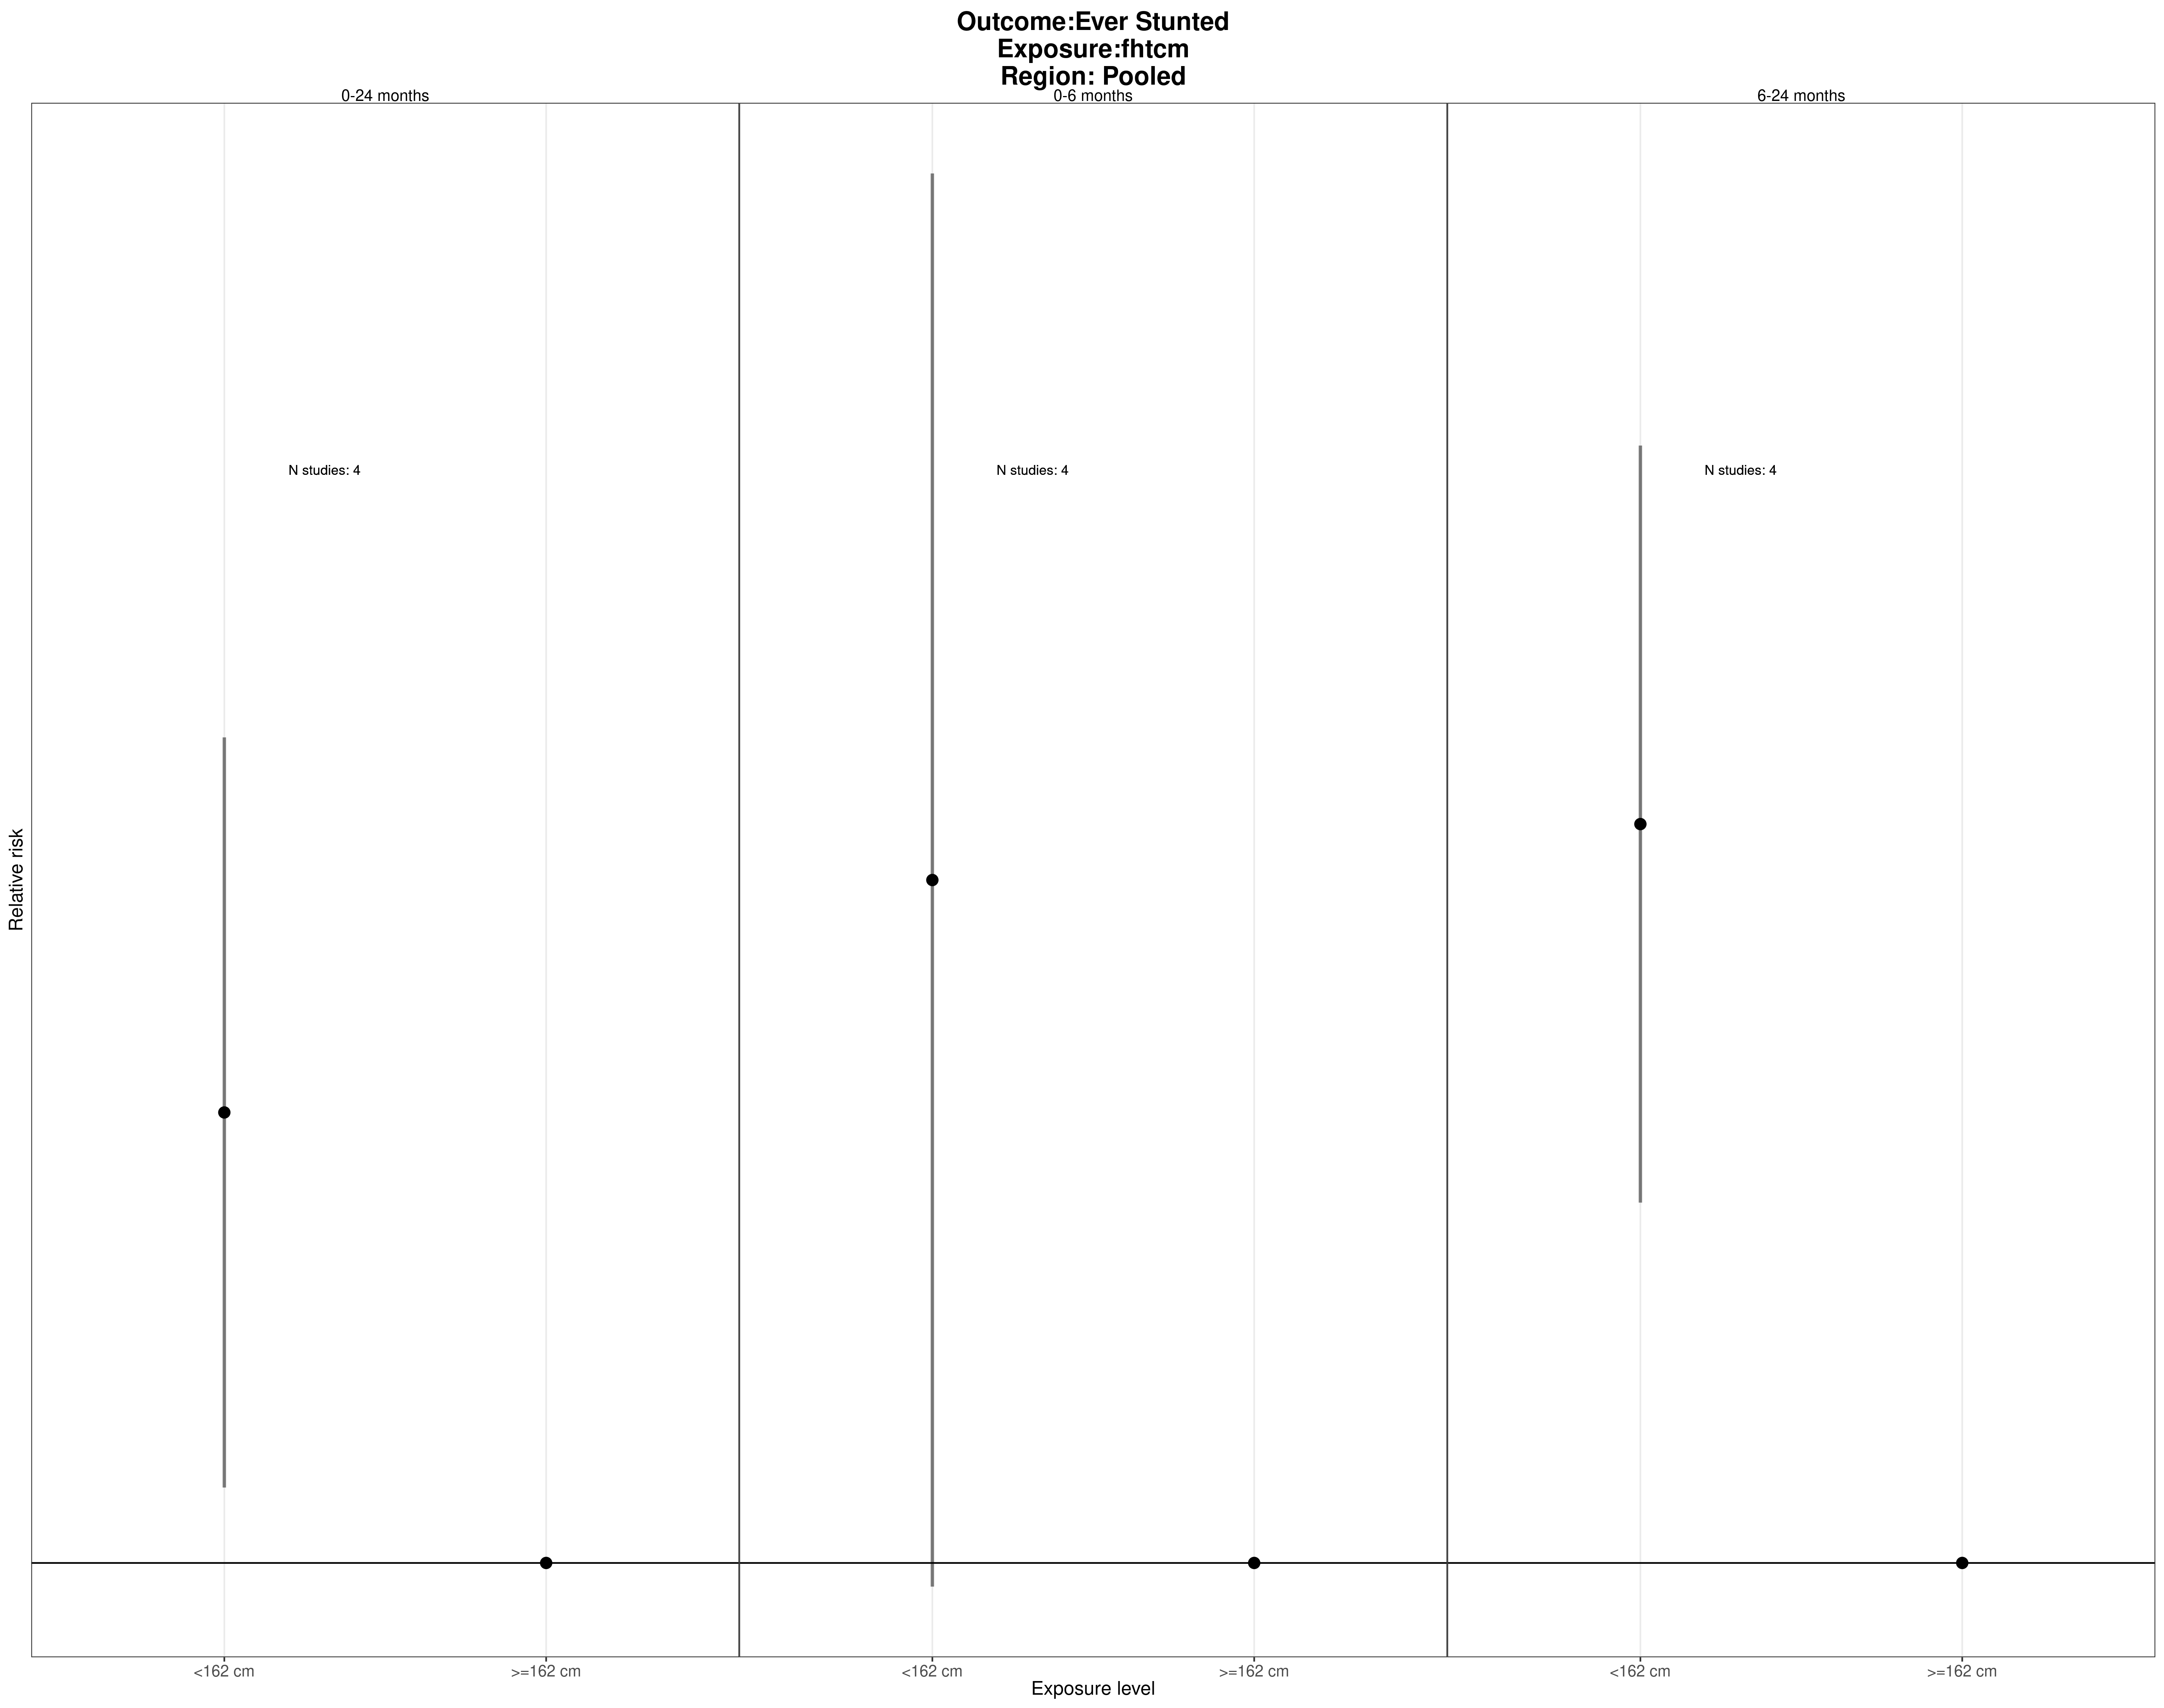 Outcome:Ever Stunted
Exposure:fhtcm
Region: Pooled
0-24 months
0-6 months
6-24 months
N studies: 4
N studies: 4
N studies: 4
Relative risk
<162 cm
>=162 cm
<162 cm
>=162 cm
<162 cm
>=162 cm
Exposure level